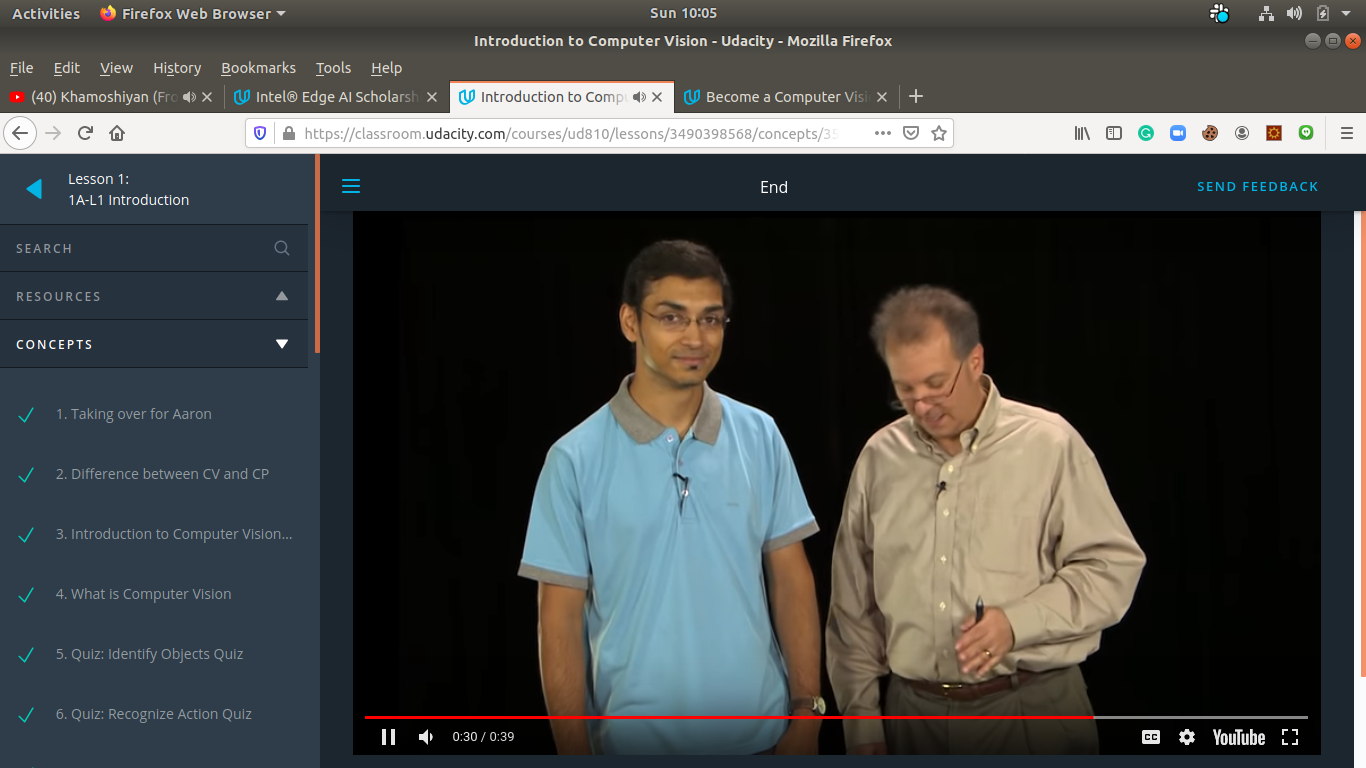 Activities Firefox Web Browser Sun 10:05
Introduction to Computer Vision - Udacity - Mozilla Firefox
File Edit View History Bookmarks Tools Help
(40) Khamoshiyan (Fro Intel® Edge AI Scholarsh Introduction to Comp Become a Computer Visi
https://classroom.udacity.com/courses/ud810/lessons/3490398568/concepts/35
Lesson 1:
1A-L1 Introduction
End
SEND FEEDBACK
SEARCH
RESOURCES
CONCEPTS
1. Taking over for Aaron
2. Difference between CV and CP
3. Introduction to Computer Vision...
4. What is Computer Vision
5. Quiz: Identify Objects Quiz
6. Quiz: Recognize Action Quiz
0:30 / 0:39 CC YouTube